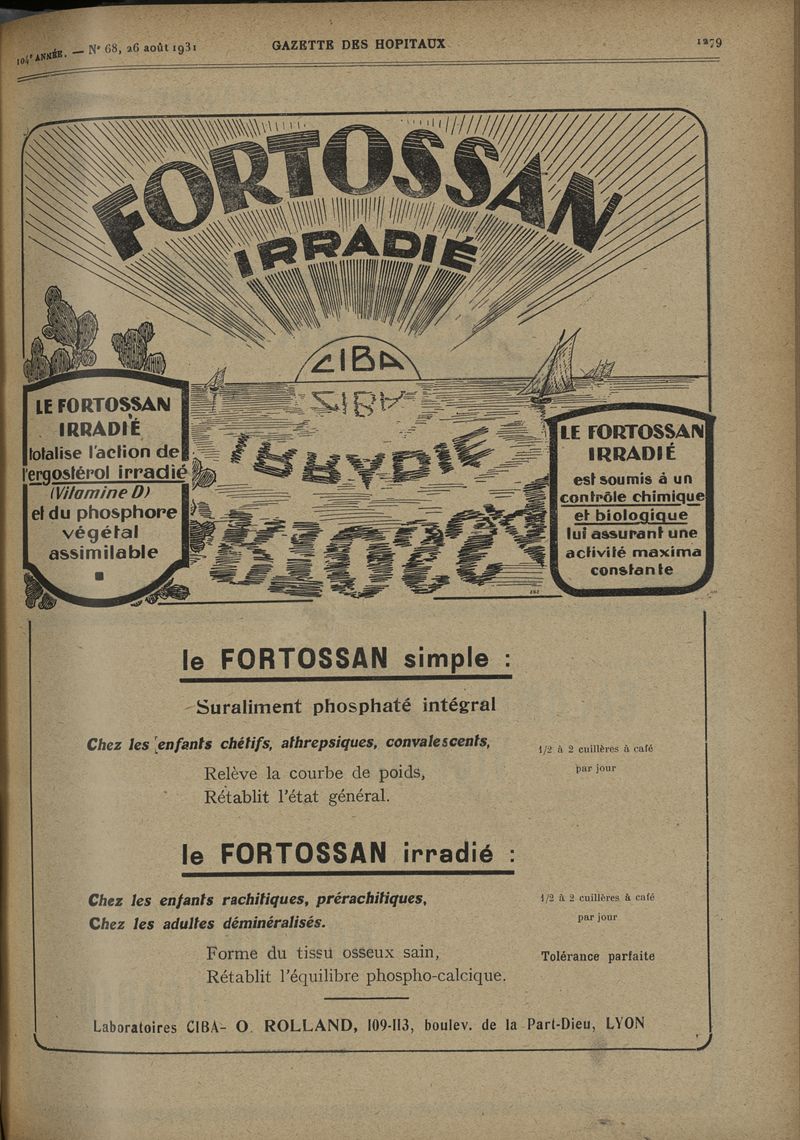 104e ANNÉE. — N° 68, 26 août 1931 GAZETTE DES HOPITAUX 1279
FORTOSSAN
IRRADIÉ
CIBA
CIBA
IRRADIÉ
LE FORTOSSAN
IRRADIÉ
totalise l'action de
l'ergostérol irradié
(Vitamine D)
et du phosphore
végétal
assimilable
LE FORTOSSAN
IRRADIÉ
est soumis à un
contrôle chimique
et biologique
lui assurant une
activité maxima
constante
le FORTOSSAN simple :
Suraliment phosphaté intégral
Chez les enfants chétifs, athrepsiques, convalescents,
1/2 à 2 cuillères à café
par jour
Relève la courbe de poids,
Rétablit l'état général.
le FORTOSSAN irradié :
Chez les enfants rachitiques, prérachitiques,
Chez les adultes déminéralisés.
1/2 à 2 cuillères à café
par jour
Forme du tissu osseux sain,
Rétablit l'équilibre phospho-calcique.
Tolérance parfaite
Laboratoires CIBA- O. ROLLAND, 109-113, boulev. de la Part-Dieu, LYON